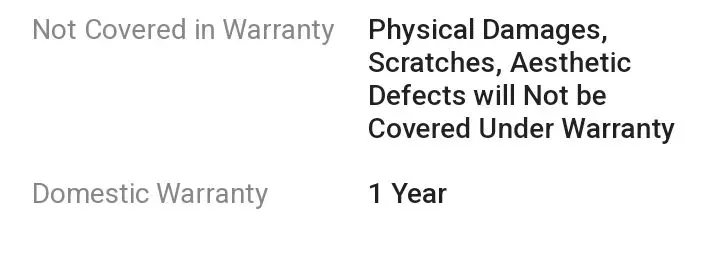 Not Covered in Warranty
Physical Damages,
Scratches, Aesthetic
Defects will Not be
Covered Under Warranty
Domestic Warranty
1 Year